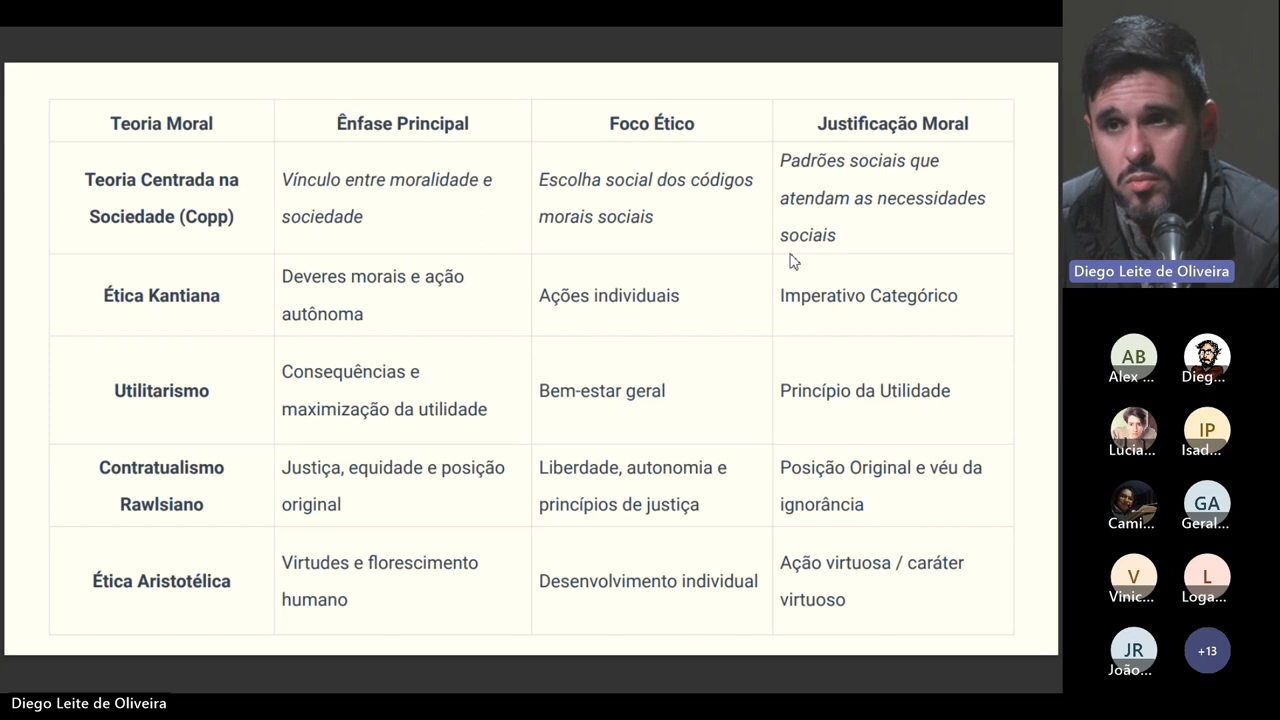 Teoria Moral
Ênfase Principal
Foco Ético
Justificação Moral
Teoria Centrada na
Sociedade (Copp)
Vínculo entre moralidade e
sociedade
Escolha social dos códigos
morais sociais
Padrões sociais que
atendam as necessidades
sociais
Ética Kantiana
Deveres morais e ação
autônoma
Ações individuais
Imperativo Categórico
Utilitarismo
Consequências e
maximização da utilidade
Bem-estar geral
Princípio da Utilidade
Contratualismo
Rawlsiano
Justiça, equidade e posição
original
Liberdade, autonomia e
princípios de justiça
Posição Original e véu da
ignorância
Ética Aristotélica
Virtudes e florescimento
humano
Desenvolvimento individual
Ação virtuosa / caráter
virtuoso
Diego Leite de Oliveira
AB
Alex ...
Dieg...
Lucia...
IP
Isad...
Cami...
GA
Geral...
V
Vinic...
L
Loga...
JR
João...
+13
Diego Leite de Oliveira